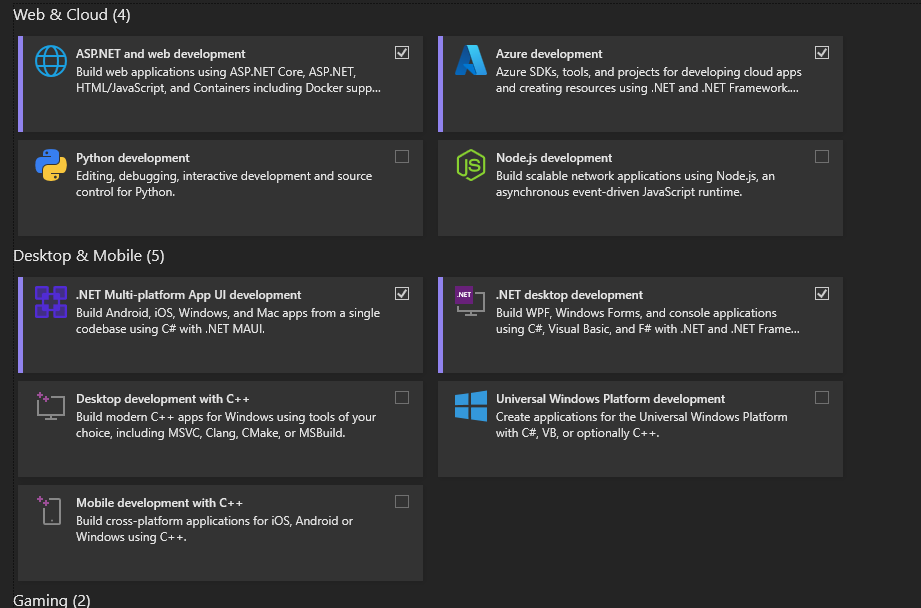 Web & Cloud (4)
ASP.NET and web development
Build web applications using ASP.NET Core, ASP.NET,
HTML/JavaScript, and Containers including Docker supp...
Azure development
Azure SDKs, tools, and projects for developing cloud apps
and creating resources using .NET and .NET Framework....
Python development
Editing, debugging, interactive development and source
control for Python.
JS
Node.js development
Build scalable network applications using Node.js, an
asynchronous event-driven JavaScript runtime.
Desktop & Mobile (5)
.NET Multi-platform App UI development
Build Android, iOS, Windows, and Mac apps from a single
codebase using C# with .NET MAUI.
.NET
.NET desktop development
Build WPF, Windows Forms, and console applications
using C#, Visual Basic, and F# with .NET and .NET Frame...
Desktop development with C++
Build modern C++ apps for Windows using tools of your
choice, including MSVC, Clang, CMake, or MSBuild.
Universal Windows Platform development
Create applications for the Universal Windows Platform
with C#, VB, or optionally C++.
Mobile development with C++
Build cross-platform applications for iOS, Android or
Windows using C++.
Gaming (2)